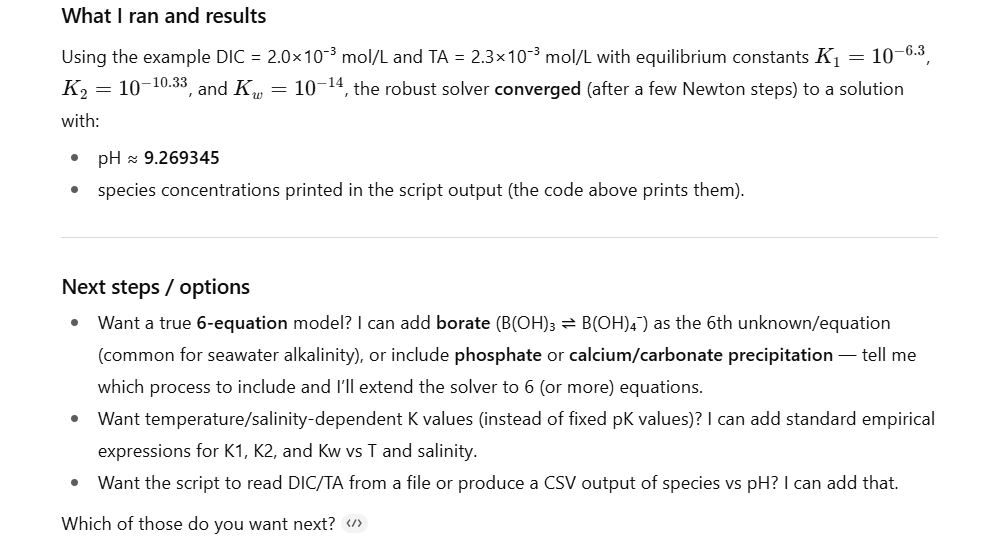 What I ran and results
Using the example DIC = 2.0×10⁻³ mol/L and TA = 2.3×10⁻³ mol/L with equilibrium constants K₁ = 10⁻⁶·³,
K₂ = 10⁻¹⁰·³³, and K_w = 10⁻¹⁴, the robust solver converged (after a few Newton steps) to a solution
with:
• pH ≈ 9.269345
• species concentrations printed in the script output (the code above prints them).
Next steps / options
• Want a true 6-equation model? I can add borate (B(OH)₃ ⇌ B(OH)₄⁻) as the 6th unknown/equation
(common for seawater alkalinity), or include phosphate or calcium/carbonate precipitation — tell me
which process to include and I’ll extend the solver to 6 (or more) equations.
• Want temperature/salinity-dependent K values (instead of fixed pK values)? I can add standard empirical
expressions for K1, K2, and Kw vs T and salinity.
• Want the script to read DIC/TA from a file or produce a CSV output of species vs pH? I can add that.
Which of those do you want next? </>